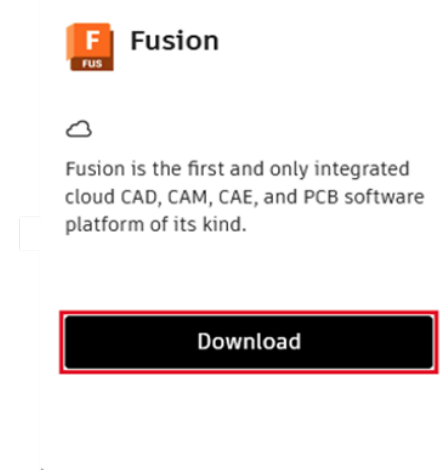 F
FUS
Fusion
Fusion is the first and only integrated
cloud CAD, CAM, CAE, and PCB software
platform of its kind.
Download